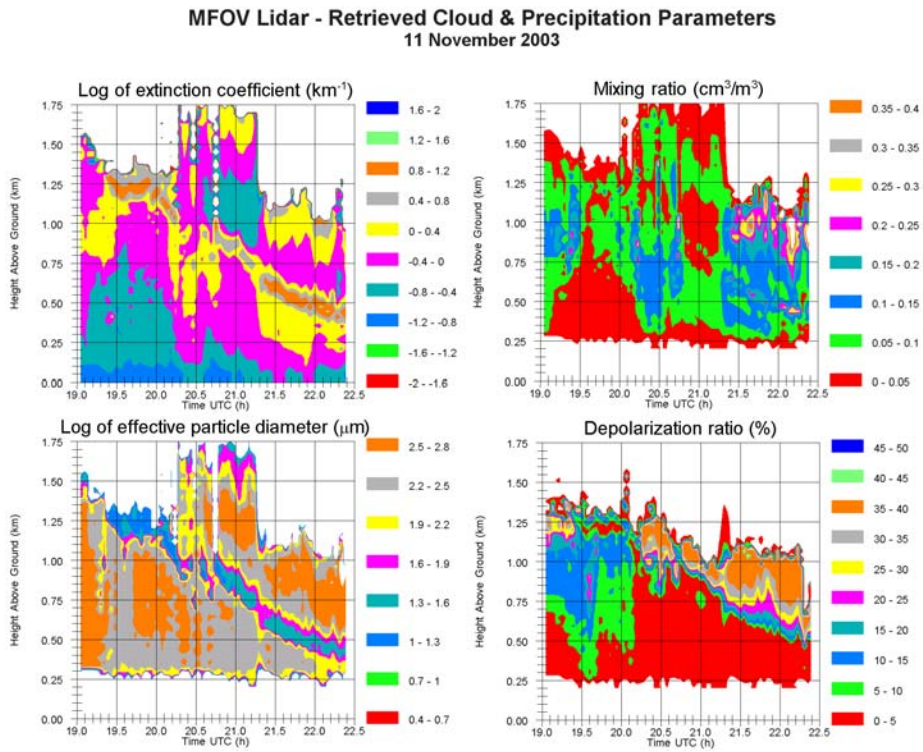 MFOV Lidar - Retrieved Cloud & Precipitation Parameters
11 November 2003
Log of extinction coefficient (km⁻¹)
Height Above Ground (km)
1.75
1.50
1.25
1.00
0.75
0.50
0.25
0.00
19.0 19.5 20.0 20.5 21.0 21.5 22.0 22.5
Time UTC (h)
1.6 - 2
1.2 - 1.6
0.8 - 1.2
0.4 - 0.8
0 - 0.4
-0.4 - 0
-0.8 - -0.4
-1.2 - -0.8
-1.6 - -1.2
-2 - -1.6
Mixing ratio (cm³/m³)
Height Above Ground (km)
1.75
1.50
1.25
1.00
0.75
0.50
0.25
0.00
19.0 19.5 20.0 20.5 21.0 21.5 22.0 22.5
Time UTC (h)
0.35 - 0.4
0.3 - 0.35
0.25 - 0.3
0.2 - 0.25
0.15 - 0.2
0.1 - 0.15
0.05 - 0.1
0 - 0.05
Log of effective particle diameter (μm)
Height Above Ground (km)
1.75
1.50
1.25
1.00
0.75
0.50
0.25
0.00
19.0 19.5 20.0 20.5 21.0 21.5 22.0 22.5
Time UTC (h)
2.5 - 2.8
2.2 - 2.5
1.9 - 2.2
1.6 - 1.9
1.3 - 1.6
1 - 1.3
0.7 - 1
0.4 - 0.7
Depolarization ratio (%)
Height Above Ground (km)
1.75
1.50
1.25
1.00
0.75
0.50
0.25
0.00
19.0 19.5 20.0 20.5 21.0 21.5 22.0 22.5
Time UTC (h)
45 - 50
40 - 45
35 - 40
30 - 35
25 - 30
20 - 25
15 - 20
10 - 15
5 - 10
0 - 5